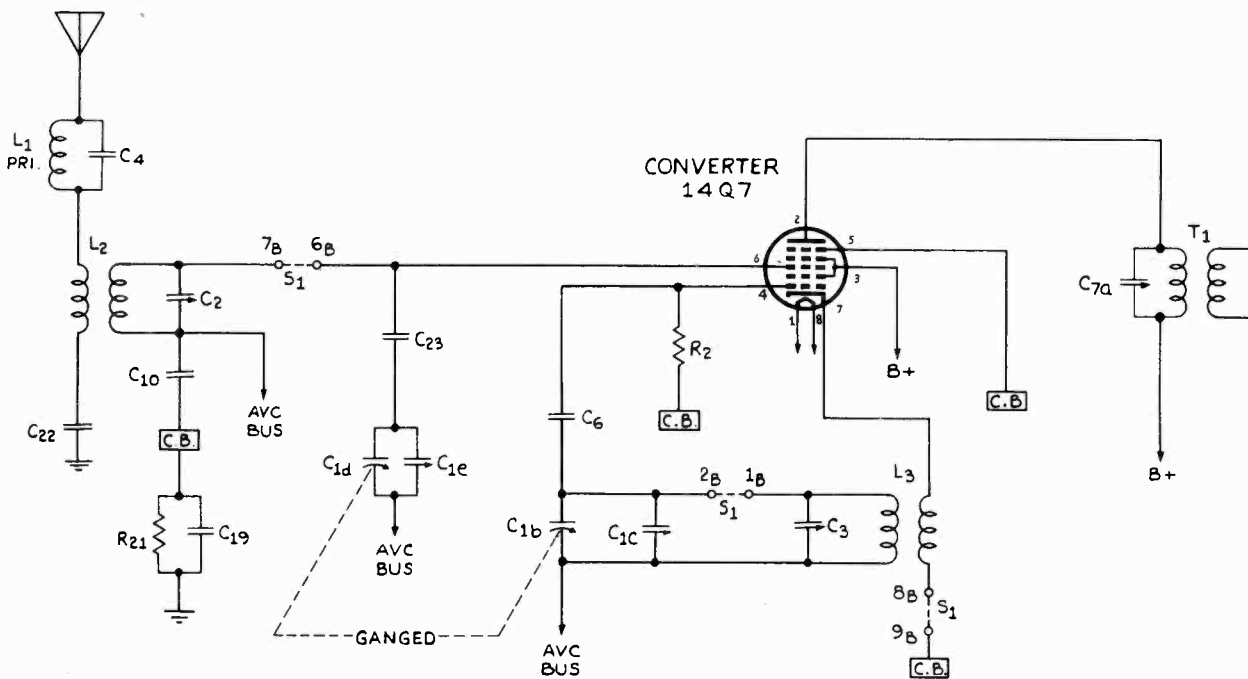 L1
PRI.
C4
CONVERTER
14Q7
L2
7B
6B
S1
C2
C10
AVC
BUS
C22
C.B.
R21
C19
C23
C1d
C1e
AVC
BUS
GANGED
2
5
6
3
4
7
1
8
R2
C.B.
B+
C.B.
C6
C1b
C1C
2B
1B
S1
C3
L3
AVC
BUS
8B
S1
9B
C.B.
T1
C7a
B+